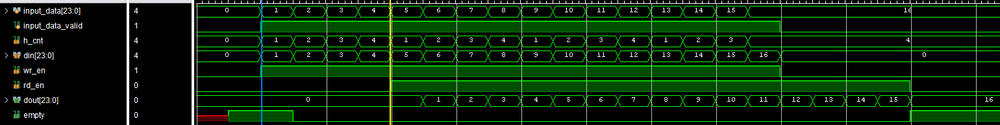 input_data[23:0] 4 0 1 2 3 4 5 6 7 8 9 10 11 12 13 14 15 16
input_data_valid 1
h_cnt 4 0 1 2 3 4 1 2 3 4 1 2 3 4 1 2 3 4
din[23:0] 4 0 1 2 3 4 5 6 7 8 9 10 11 12 13 14 15 16 0
wr_en 1
rd_en 0
dout[23:0] 0 0 1 2 3 4 5 6 7 8 9 10 11 12 13 14 15 16
empty 0